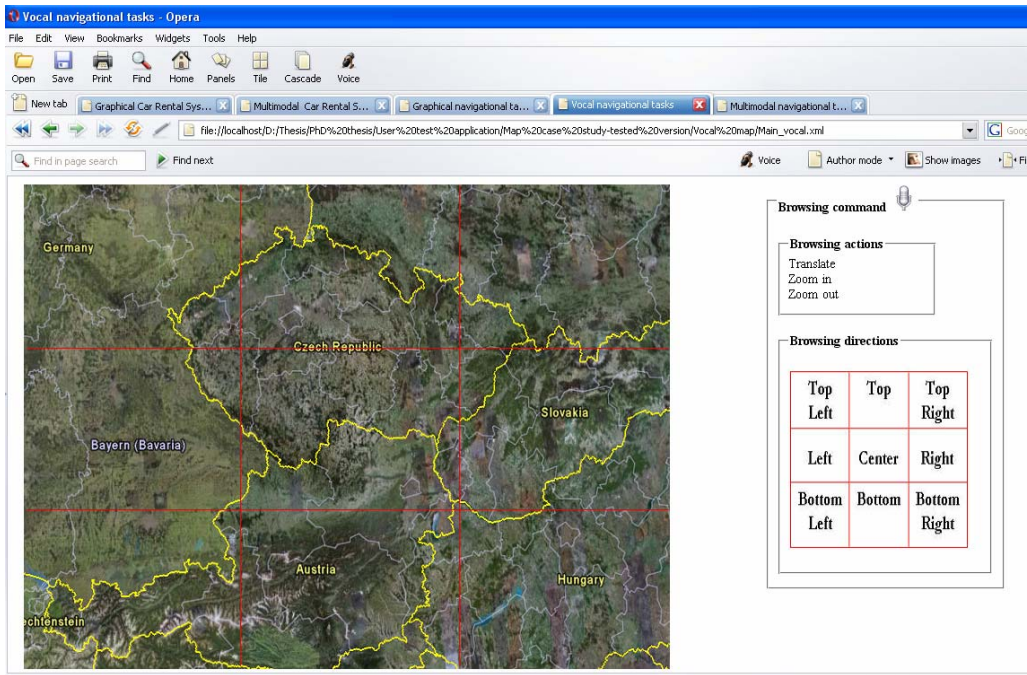 Vocal navigational tasks - Opera
File Edit View Bookmarks Widgets Tools Help
Open Save Print Find Home Panels Tile Cascade Voice
New tab Graphical Car Rental Sys... Multimodal Car Rental S... Graphical navigational ta... Vocal navigational tasks Multimodal navigational t...
file://localhost/D:/Thesis/PhD%20thesis/User%20test%20application/Map%20case%20study-tested%20version/Vocal%20map/Main_vocal.xml Goog
Find in page search Find next Voice Author mode Show images Fi
Browsing command
Browsing actions
Translate
Zoom in
Zoom out
Browsing directions
Top Left Top Top Right
Left Center Right
Bottom Left Bottom Bottom Right
Germany
Czech Republic
Slovakia
Bayern (Bavaria)
Austria
Hungary
echtenstein